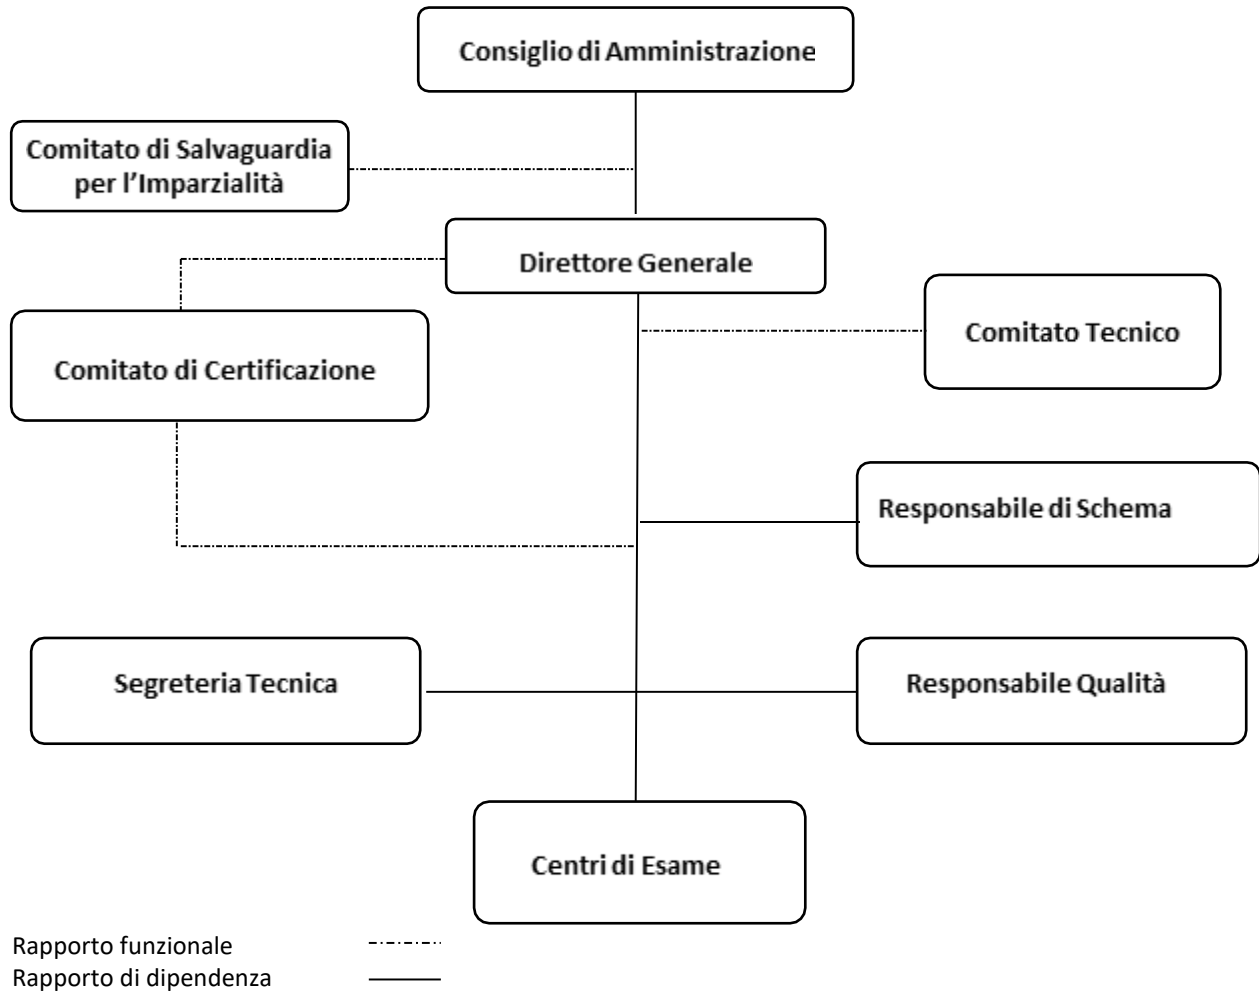 Consiglio di Amministrazione
Comitato di Salvaguardia
per l'Imparzialità
Direttore Generale
Comitato Tecnico
Comitato di Certificazione
Responsabile di Schema
Segreteria Tecnica
Responsabile Qualità
Centri di Esame
Rapporto funzionale
Rapporto di dipendenza